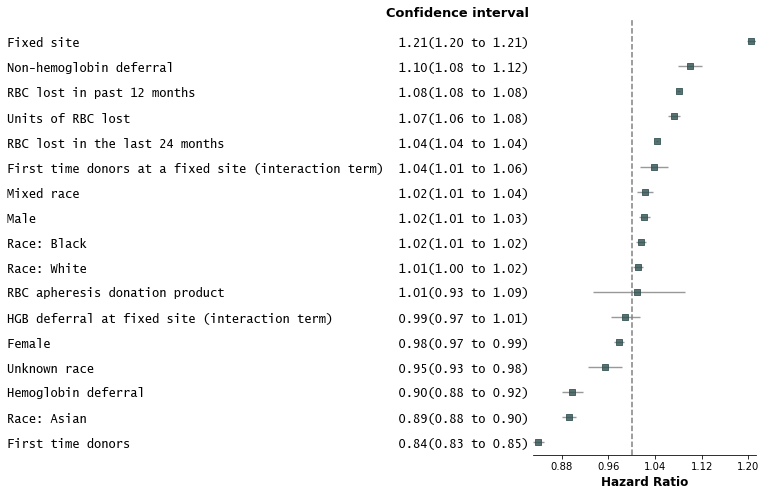 Confidence interval
Fixed site 1.21(1.20 to 1.21)
Non-hemoglobin deferral 1.10(1.08 to 1.12)
RBC lost in past 12 months 1.08(1.08 to 1.08)
Units of RBC lost 1.07(1.06 to 1.08)
RBC lost in the last 24 months 1.04(1.04 to 1.04)
First time donors at a fixed site (interaction term) 1.04(1.01 to 1.06)
Mixed race 1.02(1.01 to 1.04)
Male 1.02(1.01 to 1.03)
Race: Black 1.02(1.01 to 1.02)
Race: White 1.01(1.00 to 1.02)
RBC apheresis donation product 1.01(0.93 to 1.09)
HGB deferral at fixed site (interaction term) 0.99(0.97 to 1.01)
Female 0.98(0.97 to 0.99)
Unknown race 0.95(0.93 to 0.98)
Hemoglobin deferral 0.90(0.88 to 0.92)
Race: Asian 0.89(0.88 to 0.90)
First time donors 0.84(0.83 to 0.85)
0.88 0.96 1.04 1.12 1.20
Hazard Ratio